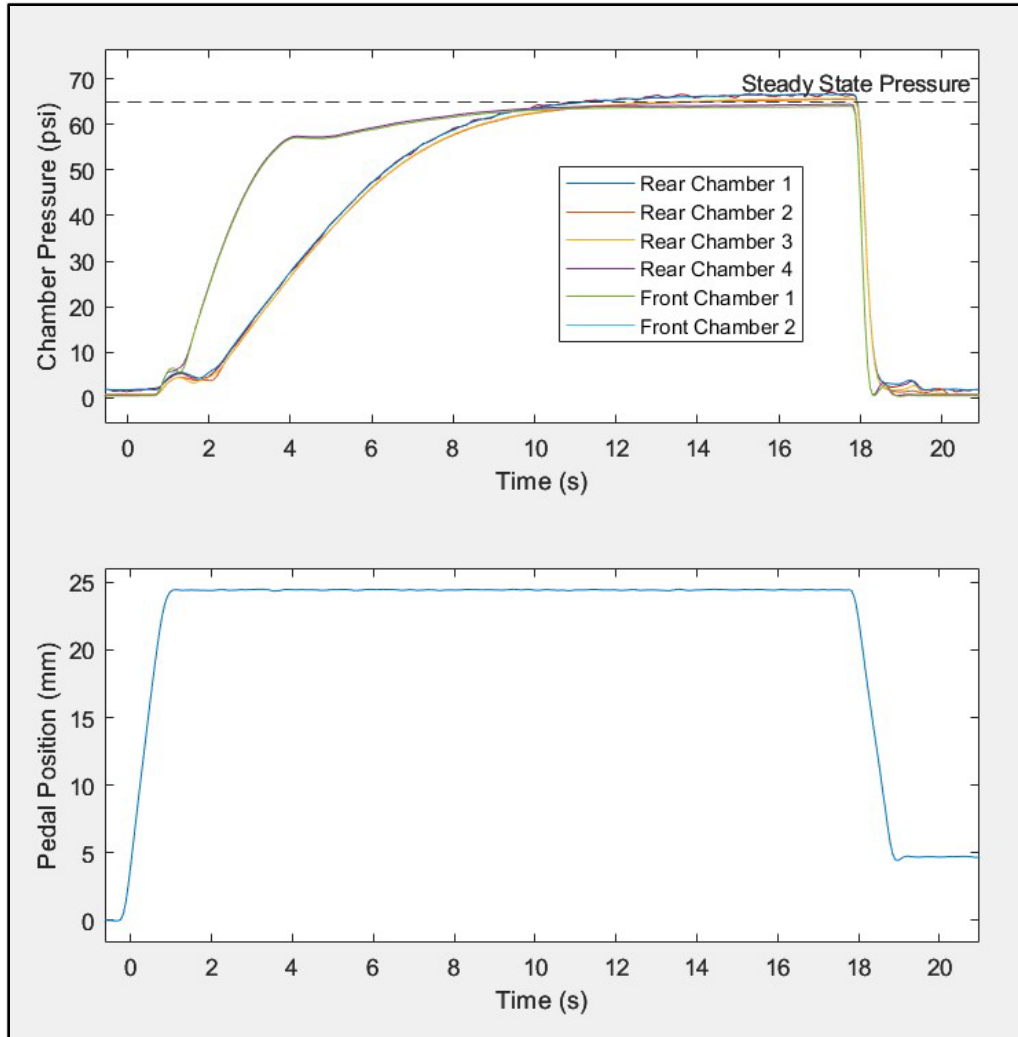 70
60
50
40
30
20
10
0
Chamber Pressure (psi)
Steady State Pressure
Rear Chamber 1
Rear Chamber 2
Rear Chamber 3
Rear Chamber 4
Front Chamber 1
Front Chamber 2
0 2 4 6 8 10 12 14 16 18 20
Time (s)
25
20
15
10
5
0
Pedal Position (mm)
0 2 4 6 8 10 12 14 16 18 20
Time (s)